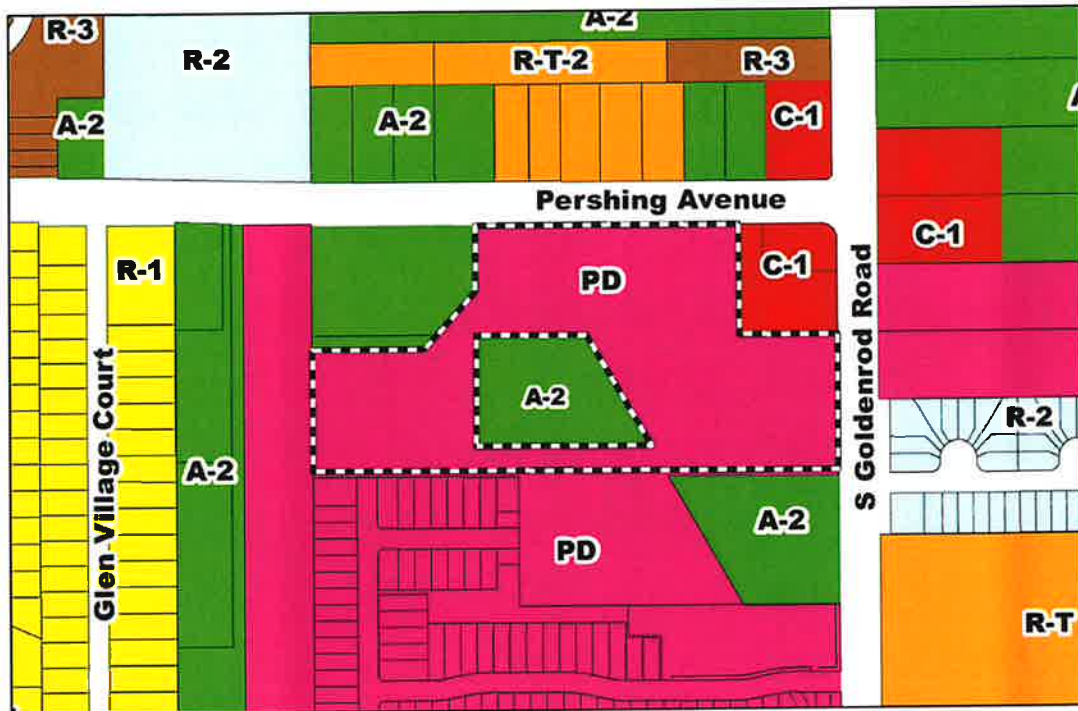 A-2
R-3
R-2
R-T-2
R-3
A-2
A-2
C-1
Pershing Avenue
R-1
PD
C-1
C-1
Glen Village Court
A-2
A-2
S Goldenrod Road
R-2
PD
A-2
R-T